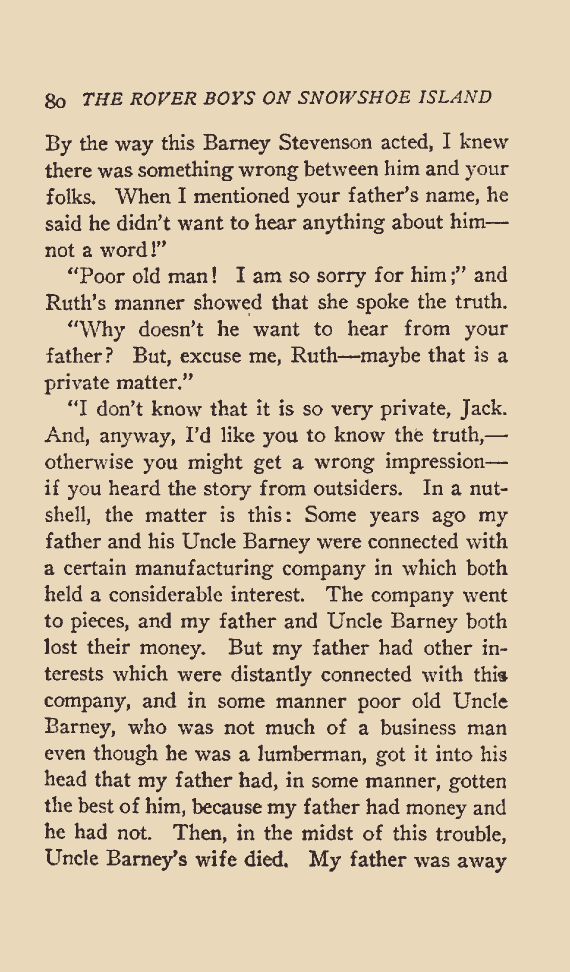 80 THE ROVER BOYS ON SNOWSHOE ISLAND
By the way this Barney Stevenson acted, I knew
there was something wrong between him and your
folks. When I mentioned your father's name, he
said he didn't want to hear anything about him—
not a word!"
"Poor old man! I am so sorry for him;" and
Ruth's manner showed that she spoke the truth.
"Why doesn't he want to hear from your
father? But, excuse me, Ruth—maybe that is a
private matter."
"I don't know that it is so very private, Jack.
And, anyway, I'd like you to know the truth,—
otherwise you might get a wrong impression—
if you heard the story from outsiders. In a nut-
shell, the matter is this: Some years ago my
father and his Uncle Barney were connected with
a certain manufacturing company in which both
held a considerable interest. The company went
to pieces, and my father and Uncle Barney both
lost their money. But my father had other in-
terests which were distantly connected with this
company, and in some manner poor old Uncle
Barney, who was not much of a business man
even though he was a lumberman, got it into his
head that my father had, in some manner, gotten
the best of him, because my father had money and
he had not. Then, in the midst of this trouble,
Uncle Barney's wife died. My father was away